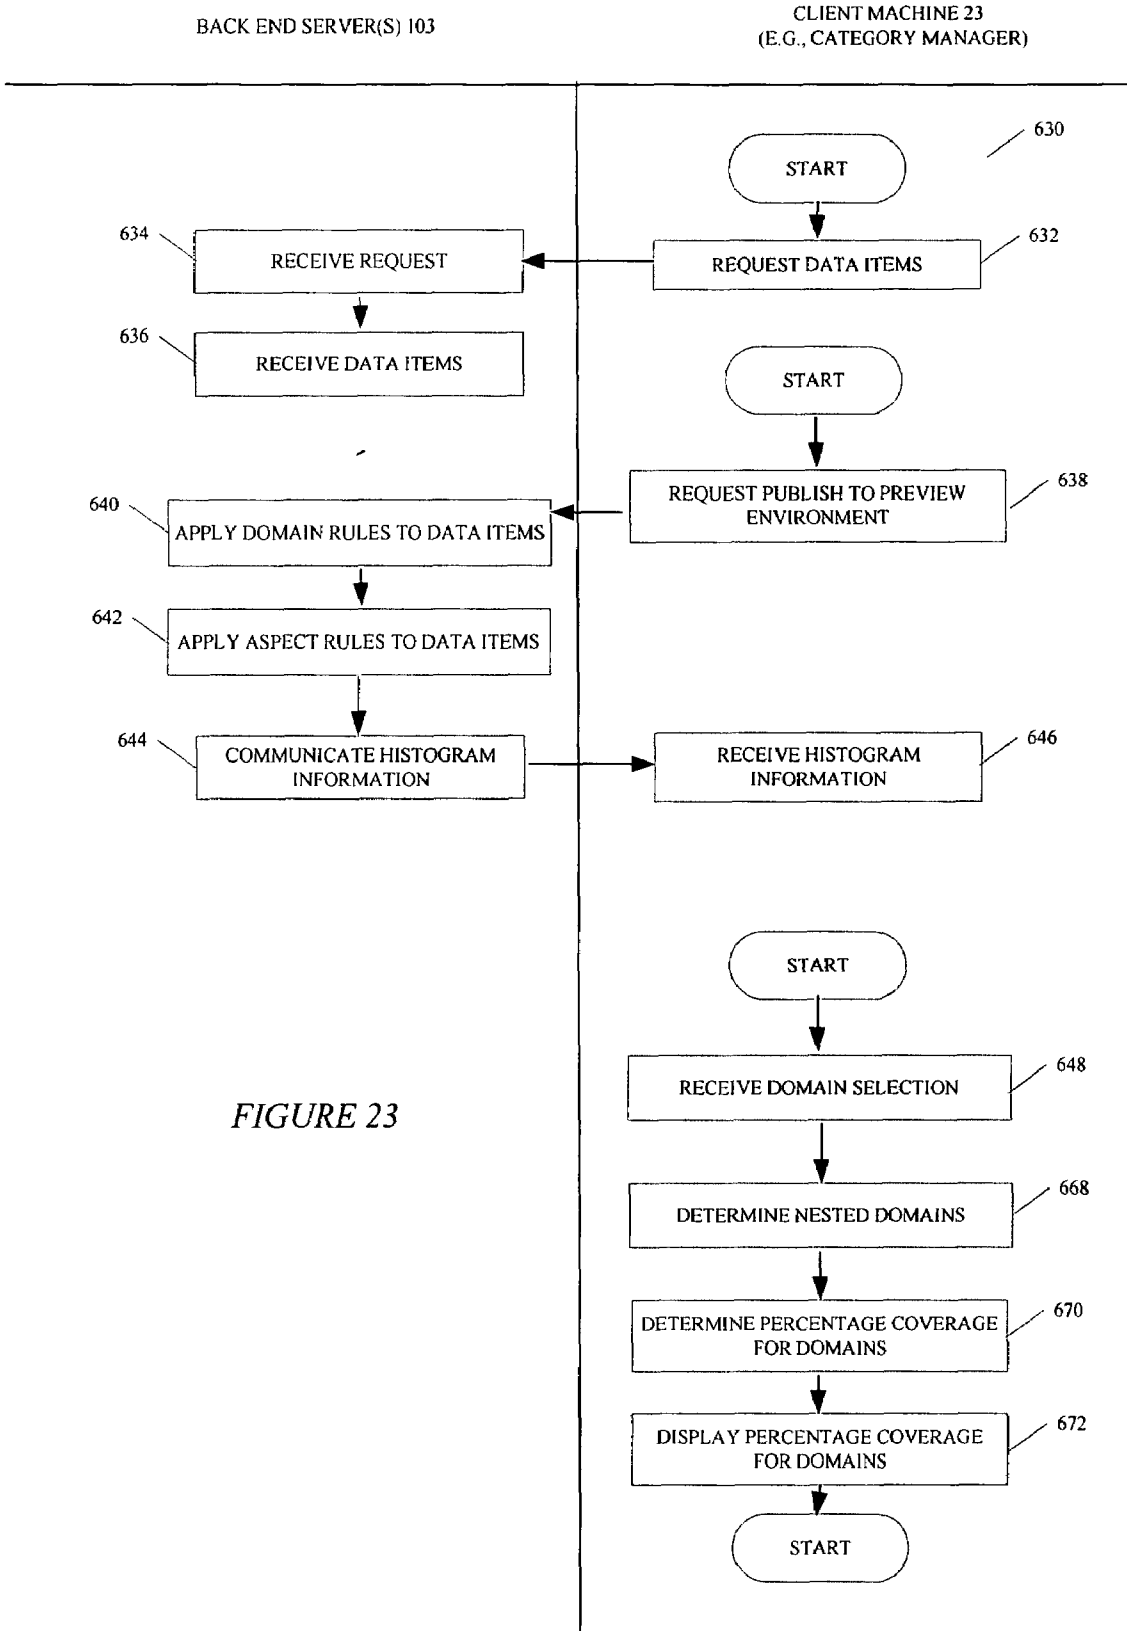 BACK END SERVER(S) 103
CLIENT MACHINE 23
(E.G., CATEGORY MANAGER)
630
START
634
RECEIVE REQUEST
REQUEST DATA ITEMS
632
636
RECEIVE DATA ITEMS
START
640
APPLY DOMAIN RULES TO DATA ITEMS
REQUEST PUBLISH TO PREVIEW
ENVIRONMENT
638
642
APPLY ASPECT RULES TO DATA ITEMS
644
COMMUNICATE HISTOGRAM
INFORMATION
RECEIVE HISTOGRAM
INFORMATION
646
START
RECEIVE DOMAIN SELECTION
648
FIGURE 23
DETERMINE NESTED DOMAINS
668
DETERMINE PERCENTAGE COVERAGE
FOR DOMAINS
670
DISPLAY PERCENTAGE COVERAGE
FOR DOMAINS
672
START